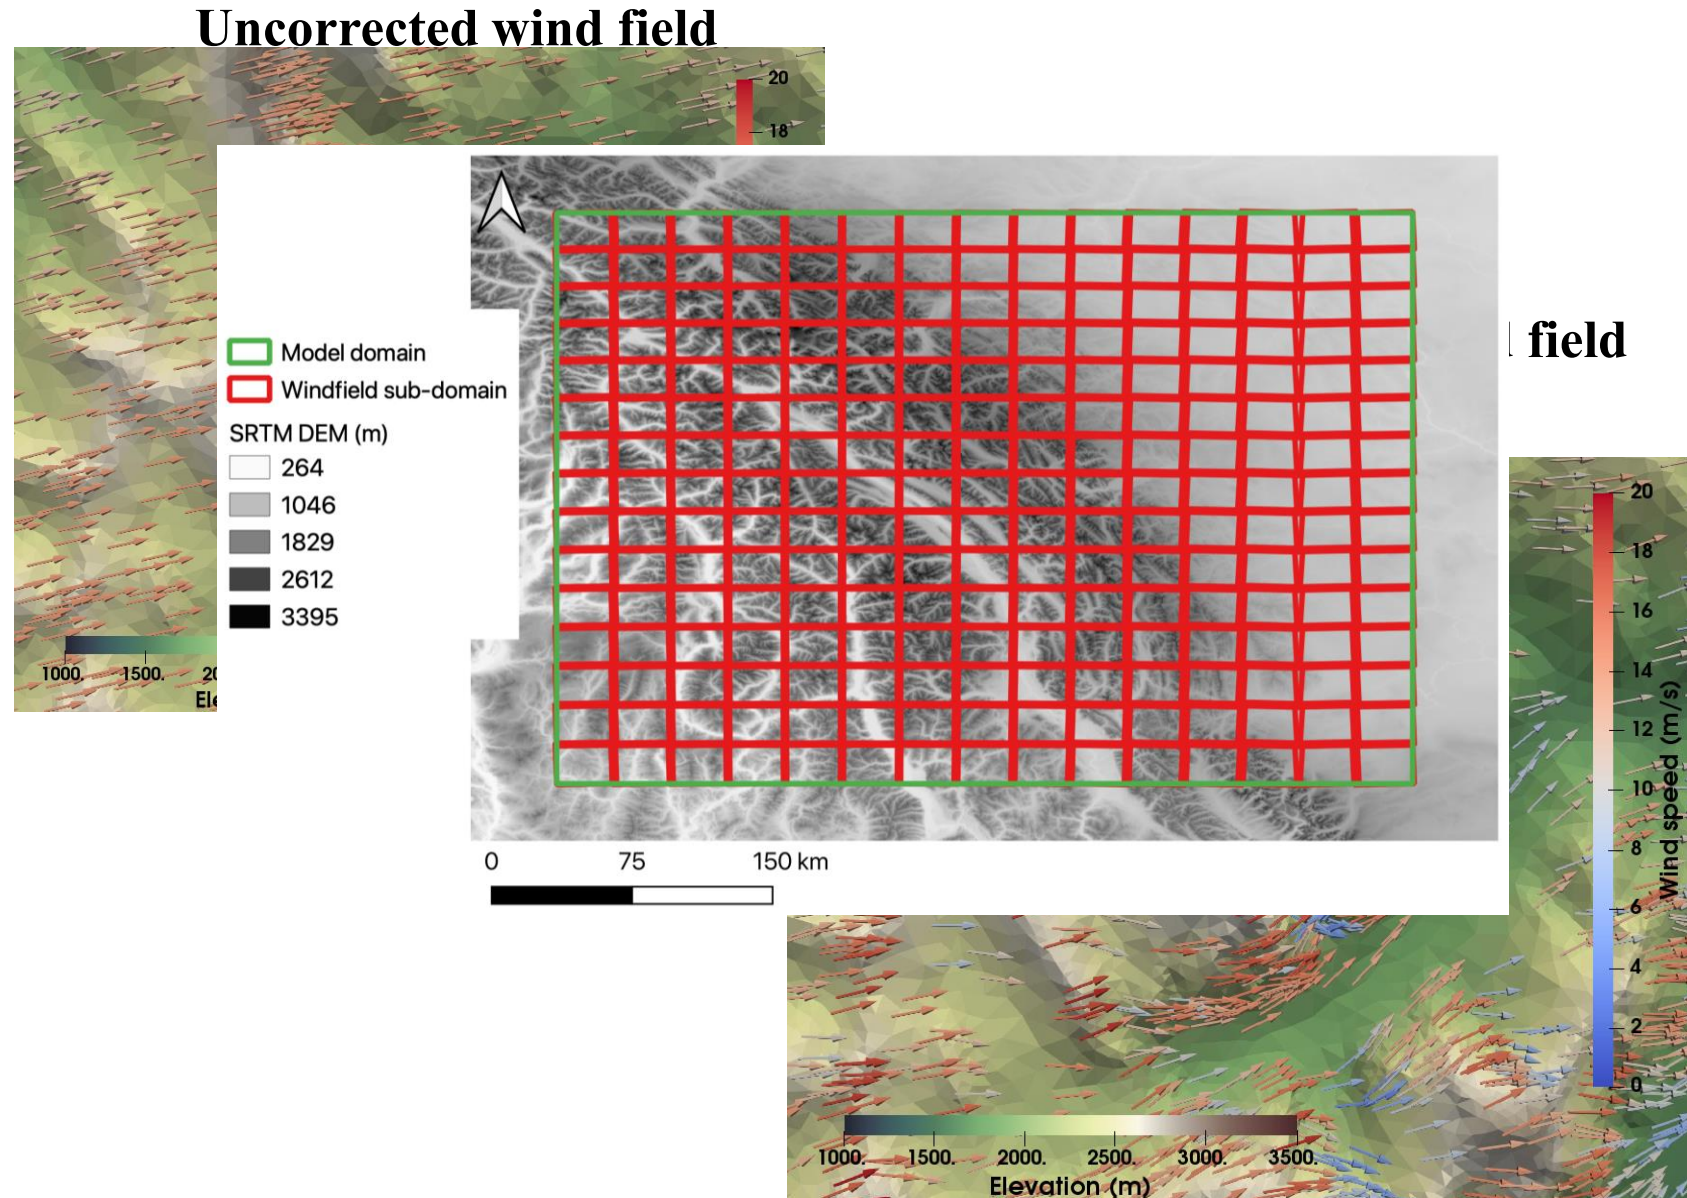 Uncorrected wind field
20
18
1000. 1500. 20
Ele
Model domain
Windfield sub-domain
SRTM DEM (m)
264
1046
1829
2612
3395
0 75 150 km
field
20
18
16
14
12
10
8
6
4
2
0
Wind speed (m/s)
1000. 1500. 2000. 2500. 3000. 3500.
Elevation (m)